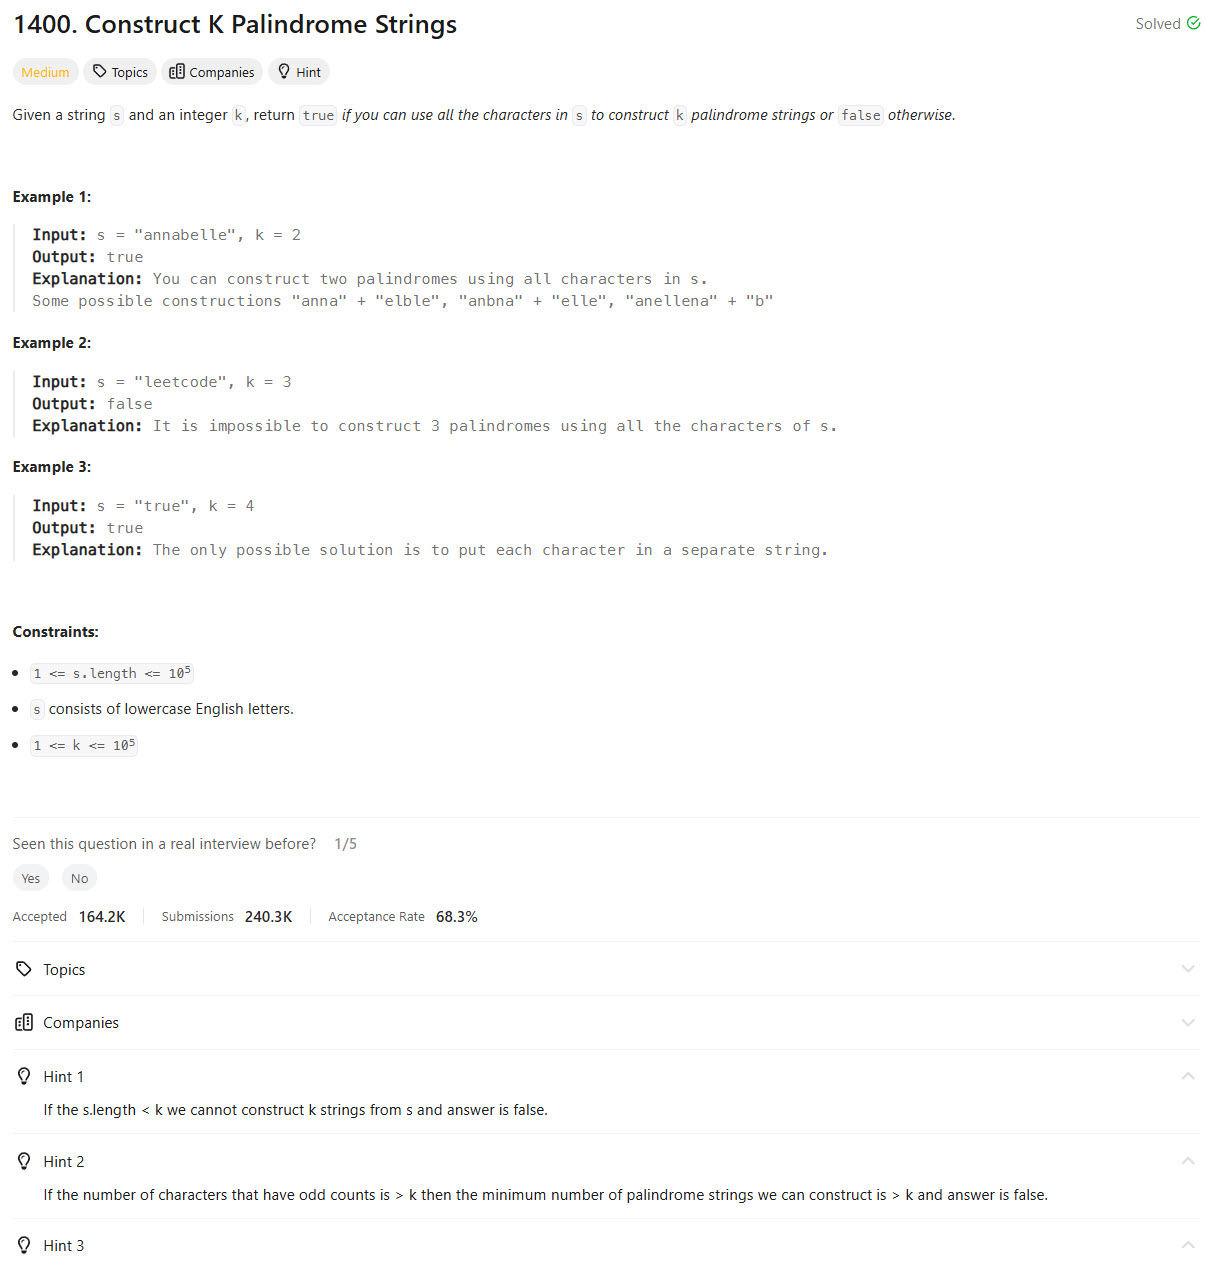 1400. Construct K Palindrome Strings
Solved
Medium Topics Companies Hint
Given a string s and an integer k, return true if you can use all the characters in s to construct k palindrome strings or false otherwise.
Example 1:
Input: s = "annabelle", k = 2
Output: true
Explanation: You can construct two palindromes using all characters in s.
Some possible constructions "anna" + "elble", "anbna" + "elle", "anellena" + "b"
Example 2:
Input: s = "leetcode", k = 3
Output: false
Explanation: It is impossible to construct 3 palindromes using all the characters of s.
Example 3:
Input: s = "true", k = 4
Output: true
Explanation: The only possible solution is to put each character in a separate string.
Constraints:
• 1 <= s.length <= 10⁵
• s consists of lowercase English letters.
• 1 <= k <= 10⁵
Seen this question in a real interview before? 1/5
Yes No
Accepted 164.2K Submissions 240.3K Acceptance Rate 68.3%
Topics
Companies
Hint 1
If the s.length < k we cannot construct k strings from s and answer is false.
Hint 2
If the number of characters that have odd counts is > k then the minimum number of palindrome strings we can construct is > k and answer is false.
Hint 3